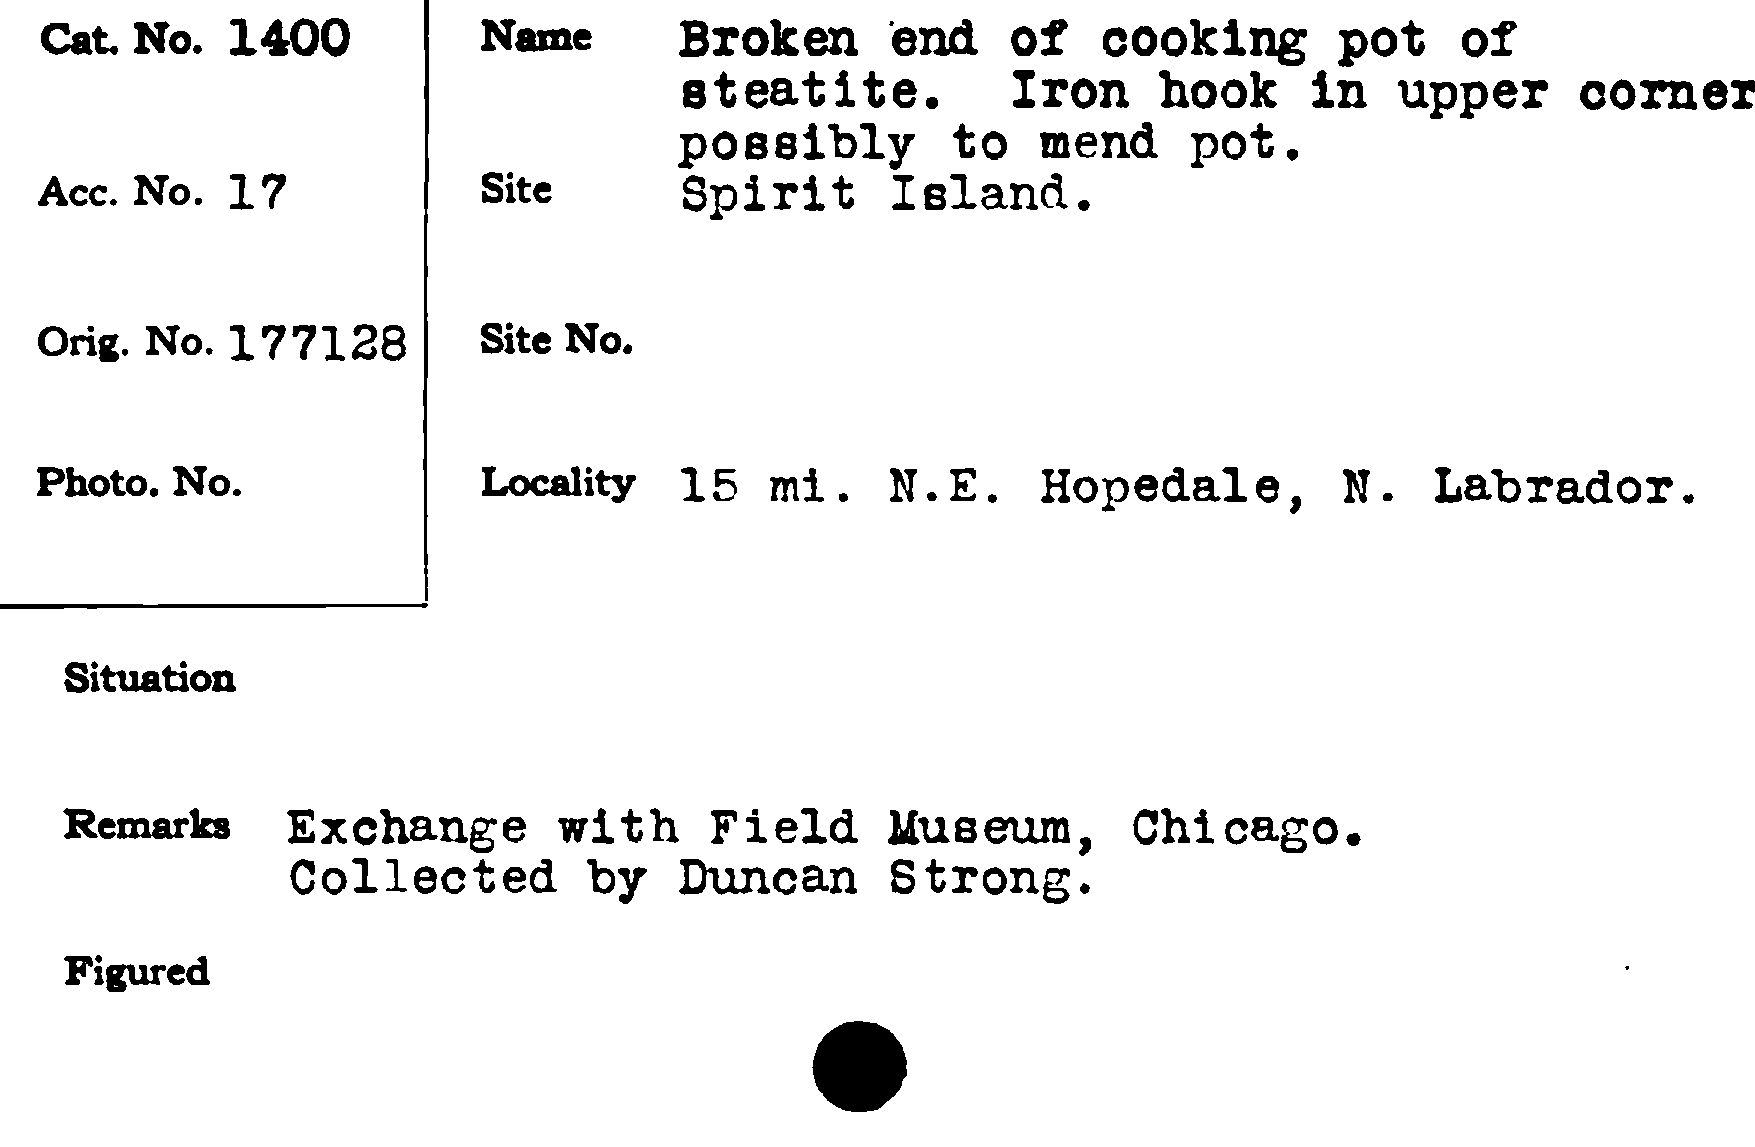 Cat. No. 1400
Name Broken end of cooking pot of
steatite. Iron hook in upper corner
possibly to mend pot.
Acc. No. 17
Site Spirit Island.
Orig. No. 177128
Site No.
Photo. No.
Locality 15 mi. N.E. Hopedale, N. Labrador.
Situation
Remarks Exchange with Field Museum, Chicago.
Collected by Duncan Strong.
Figured